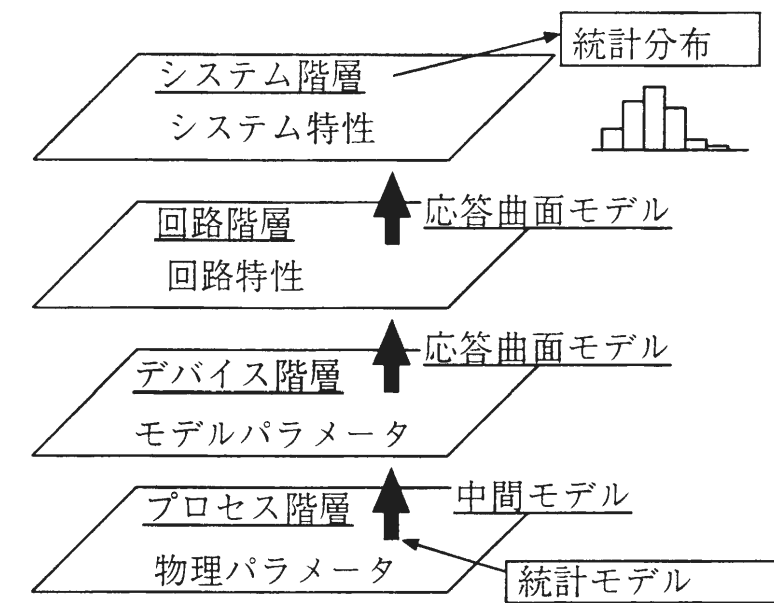 統計分布
システム階層
システム特性
応答曲面モデル
回路階層
回路特性
応答曲面モデル
デバイス階層
モデルパラメータ
中間モデル
プロセス階層
物理パラメータ
統計モデル